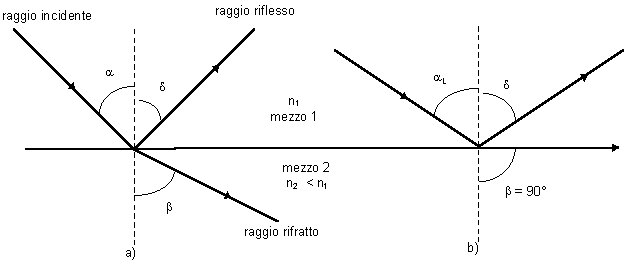 raggio incidente
raggio riflesso
α
δ
n1
mezzo 1
αL
δ
mezzo 2
n2 < n1
β
β = 90°
raggio rifratto
a)
b)